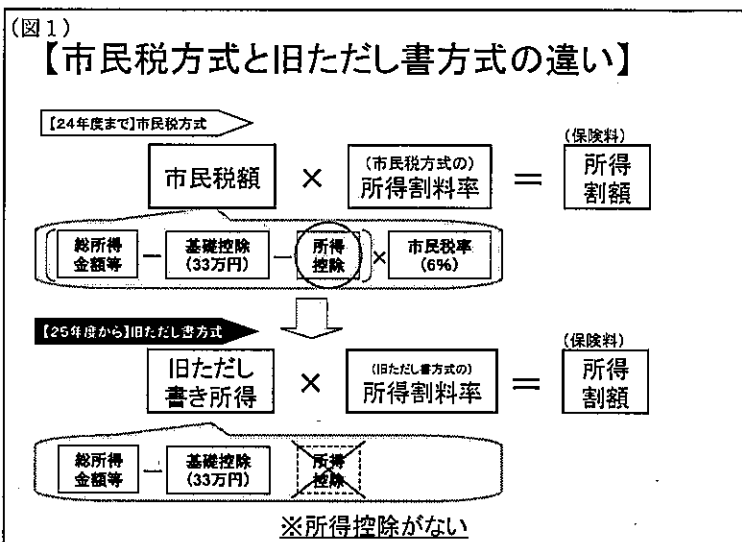 (図1)
【市民税方式と旧ただし書方式の違い】
【24年度まで】市民税方式
(保険料)
市民税額 × (市民税方式の)所得割料率 = 所得割額
(総所得金額等 − 基礎控除(33万円) − 所得控除) × 市民税率(6%)
【25年度から】旧ただし書方式
(保険料)
旧ただし書き所得 × (旧ただし書方式の)所得割料率 = 所得割額
総所得金額等 − 基礎控除(33万円) 所得控除
※所得控除がない